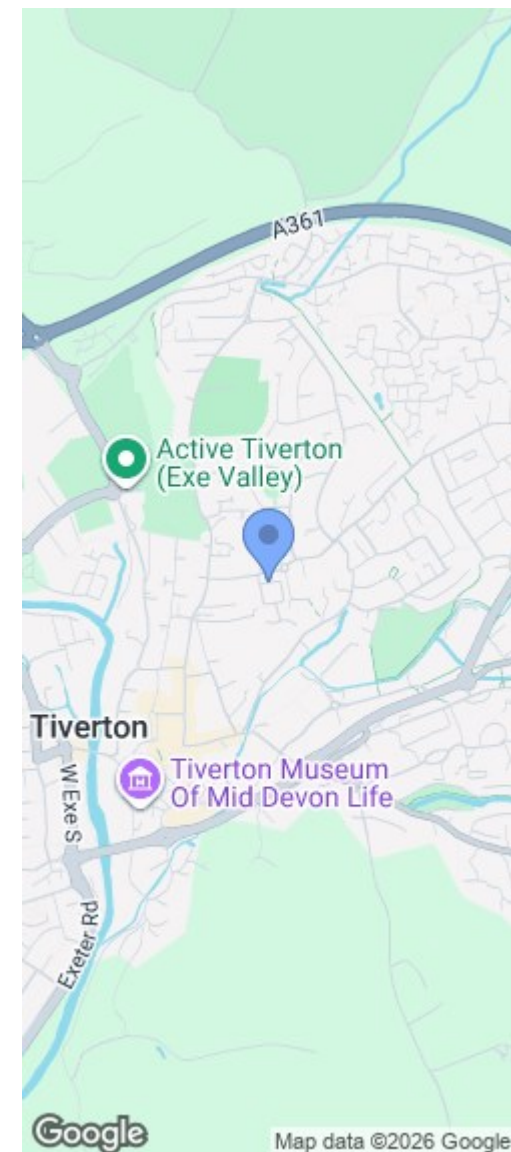 A361
Active Tiverton
(Exe Valley)
Tiverton
Tiverton Museum
Of Mid Devon Life
W Exe S
Exeter Rd
Google
Map data ©2026 Google